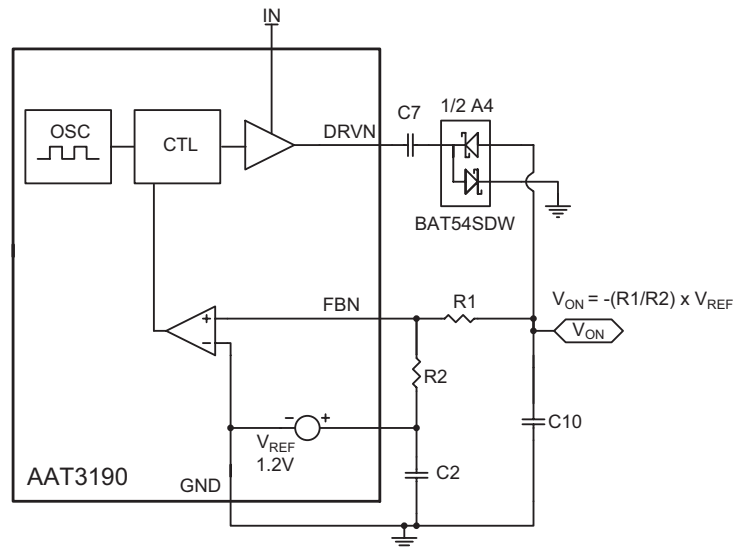 IN
OSC
CTL
DRVN
C7
1/2 A4
BAT54SDW
FBN
R1
V_ON = -(R1/R2) x V_REF
V_ON
+
−
R2
− +
V_REF
1.2V
C10
C2
AAT3190
GND